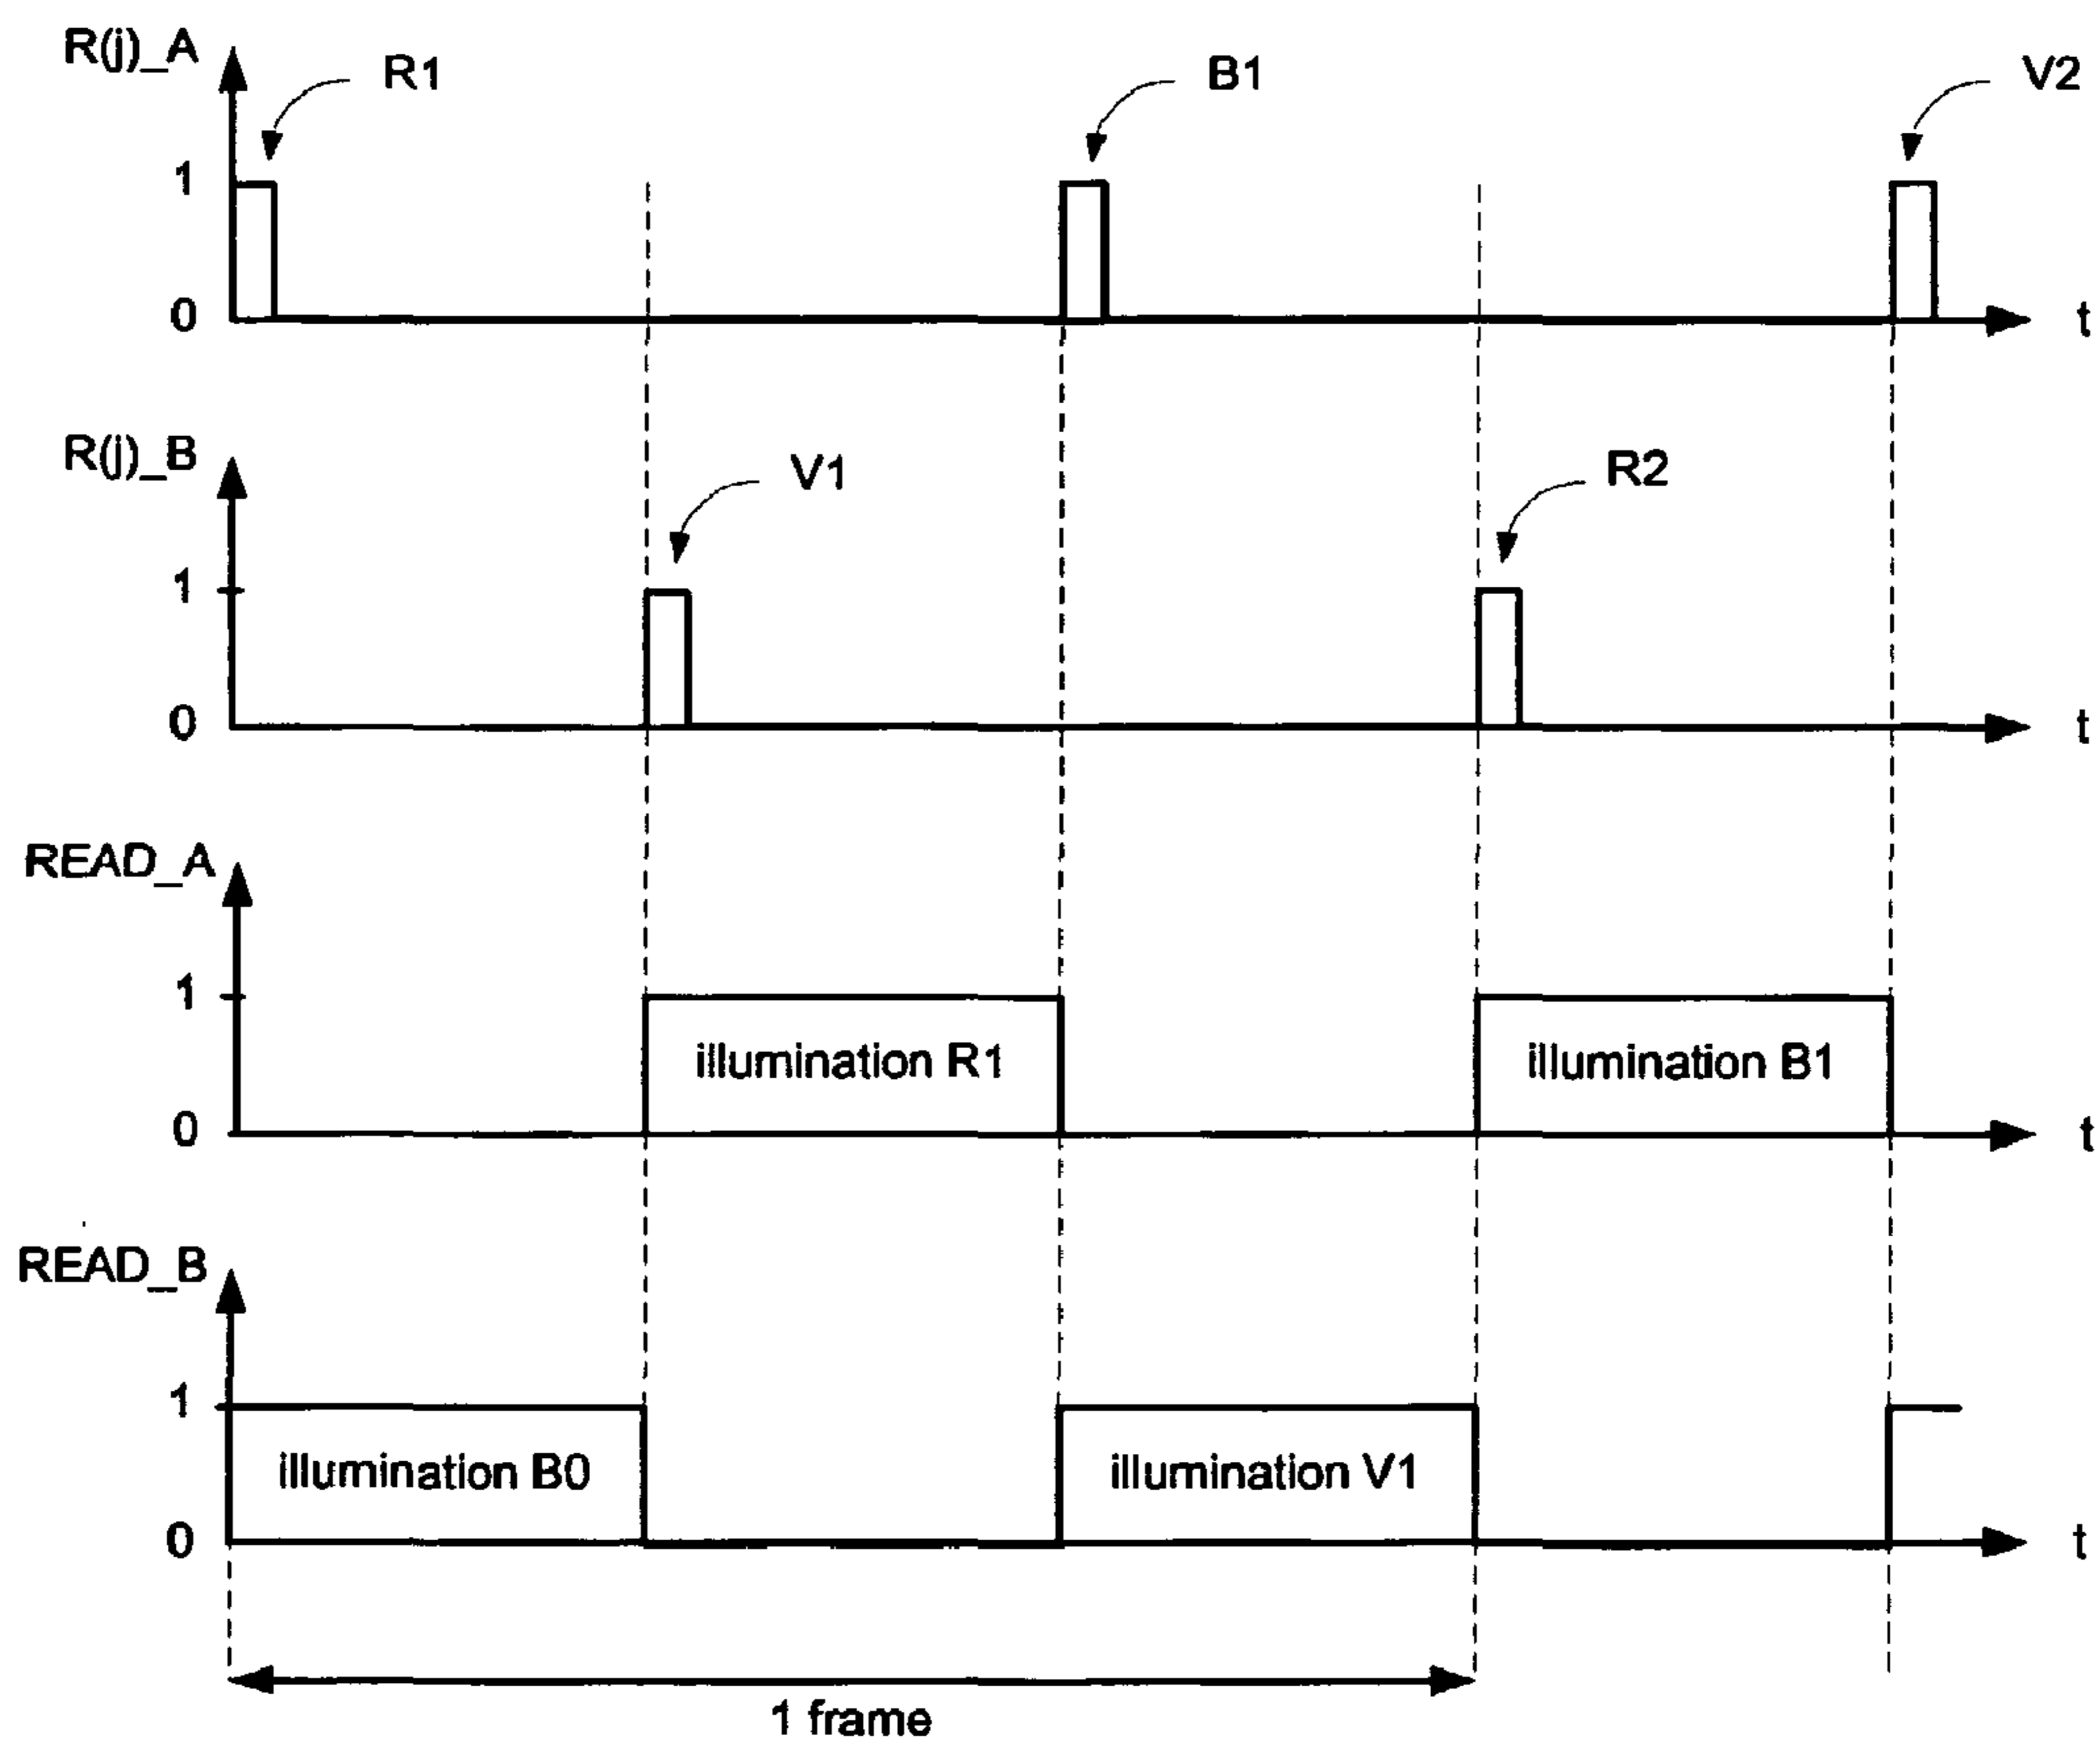 R(j)_A
R1
B1
V2
1
0
t
R(j)_B
V1
R2
1
0
t
READ_A
1
illumination R1
illumination B1
0
t
READ_B
1
illumination B0
illumination V1
0
t
1 frame